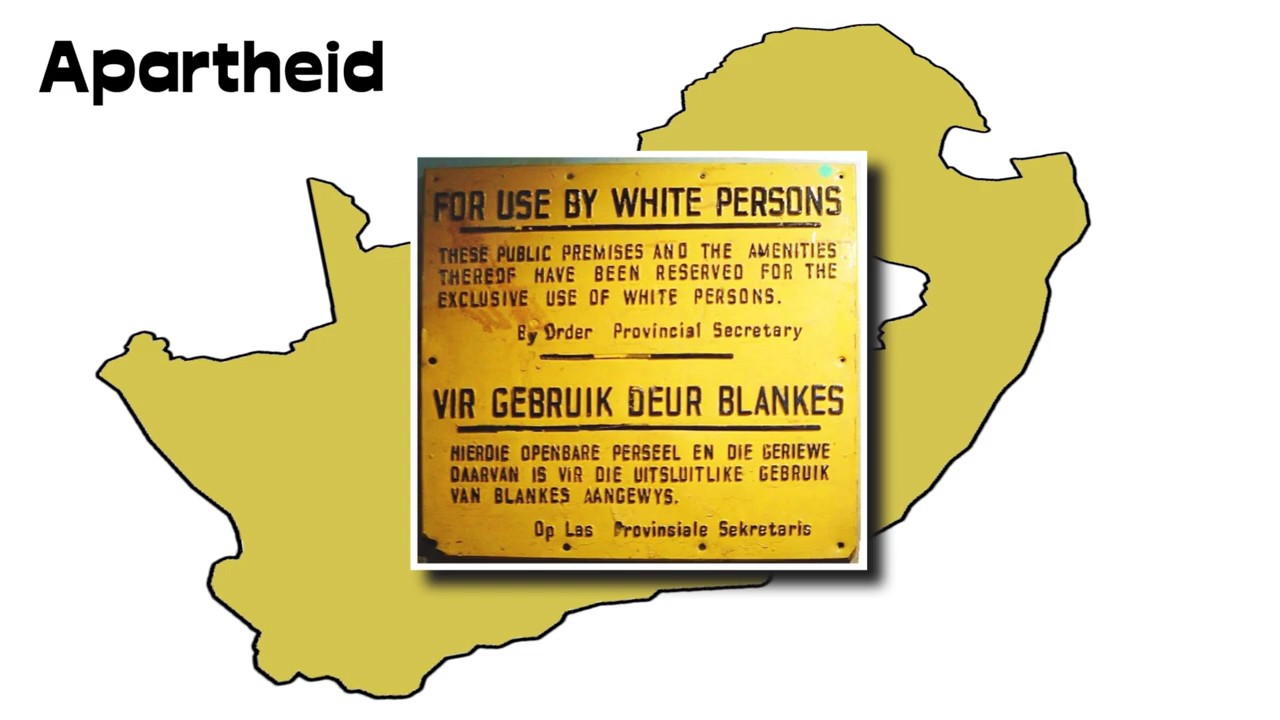 Apartheid
FOR USE BY WHITE PERSONS
THESE PUBLIC PREMISES AND THE AMENITIES
THEREOF HAVE BEEN RESERVED FOR THE
EXCLUSIVE USE OF WHITE PERSONS.
By Order Provincial Secretary
VIR GEBRUIK DEUR BLANKES
HIERDIE OPENBARE PERSEEL EN DIE GERIEWE
DAARVAN IS VIR DIE UITSLUITLIKE GEBRUIK
VAN BLANKES AANGEWYS.
Op Las Provinsiale Sekretaris